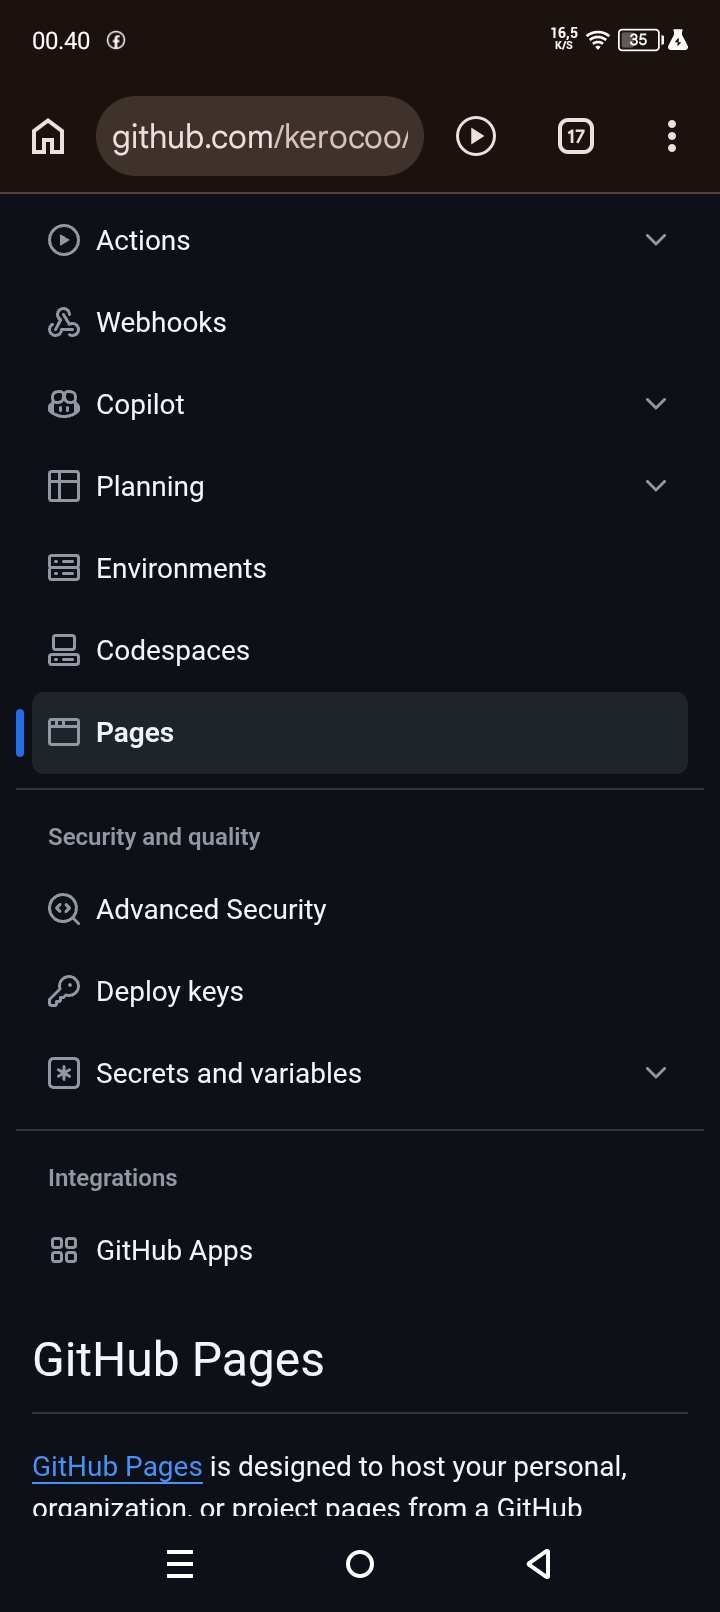 00.40
16,5
K/S
35
github.com/kerocoo/
17
Actions
Webhooks
Copilot
Planning
Environments
Codespaces
Pages
Security and quality
Advanced Security
Deploy keys
Secrets and variables
Integrations
GitHub Apps
GitHub Pages
GitHub Pages is designed to host your personal,
organization, or project pages from a GitHub